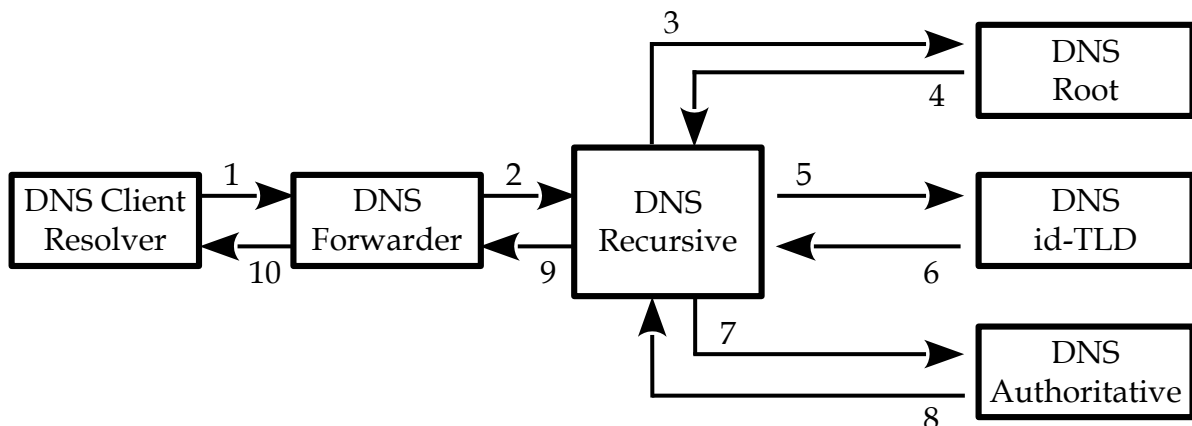 3
DNS
Root
4
1
2
5
DNS Client
Resolver
DNS
Forwarder
DNS
Recursive
DNS
id-TLD
10
9
6
7
DNS
Authoritative
8